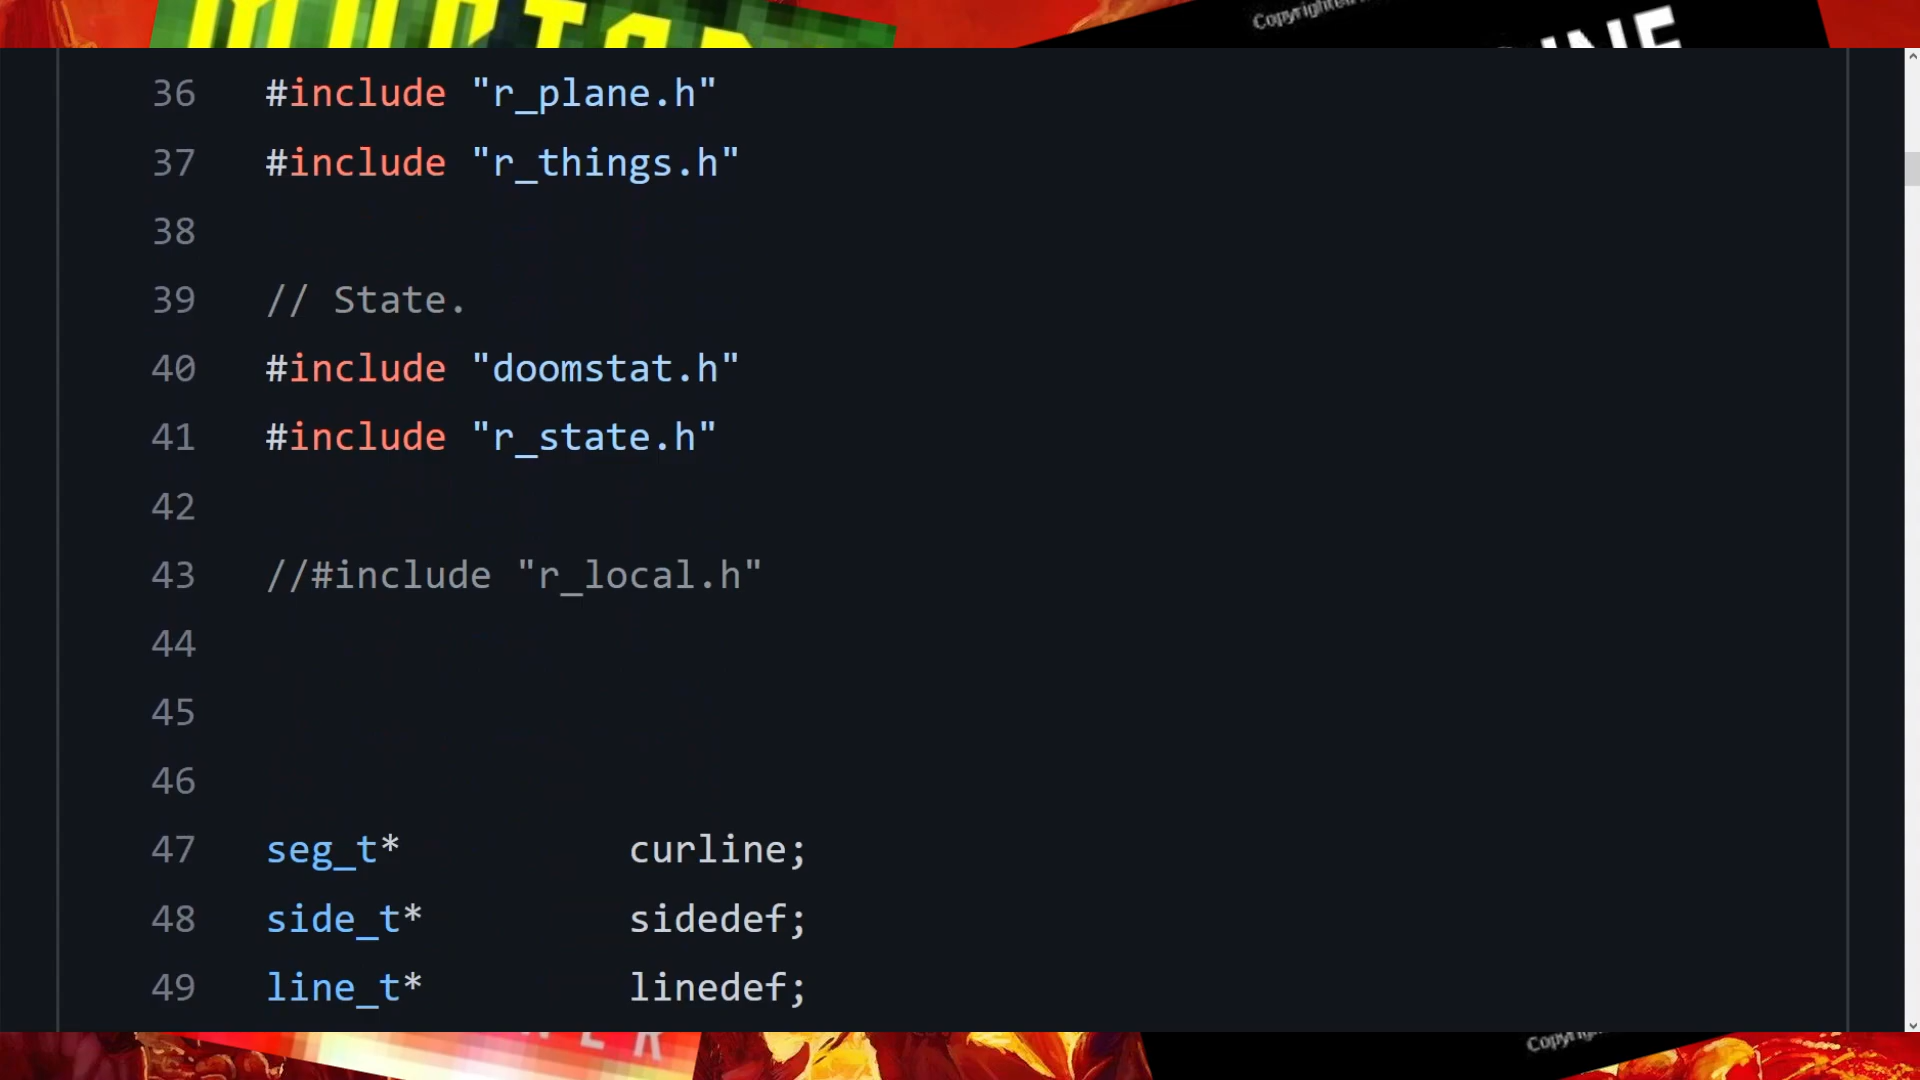 Copyrighted
36 #include "r_plane.h"
37 #include "r_things.h"
38
39 // State.
40 #include "doomstat.h"
41 #include "r_state.h"
42
43 //#include "r_local.h"
44
45
46
47 seg_t* curline;
48 side_t* sidedef;
49 line_t* linedef;